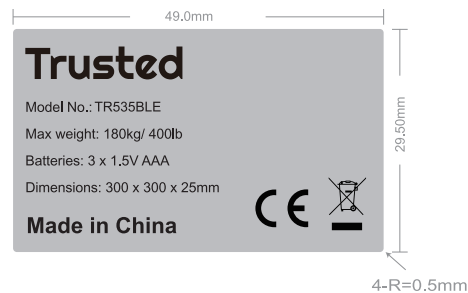 49.0mm
Trusted
Model No.: TR535BLE
Max weight: 180kg/ 400lb
Batteries: 3 x 1.5V AAA
Dimensions: 300 x 300 x 25mm
Made in China
CE
29.50mm
4-R=0.5mm